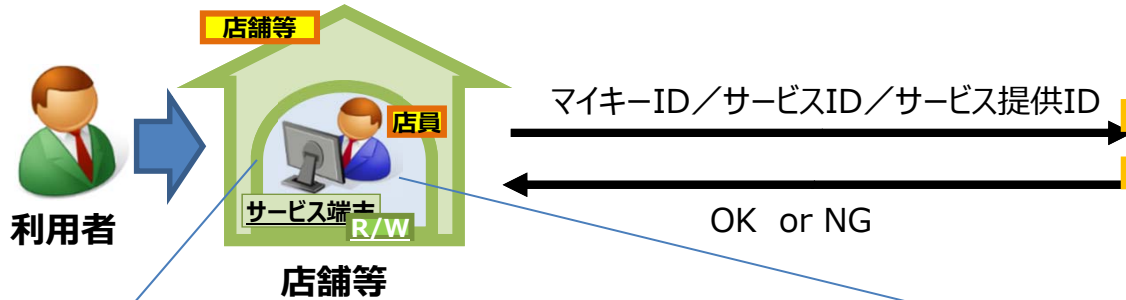 店舗等
マイキーID／サービスID／サービス提供ID
店員
サービス端末
R/W
OK or NG
利用者
店舗等